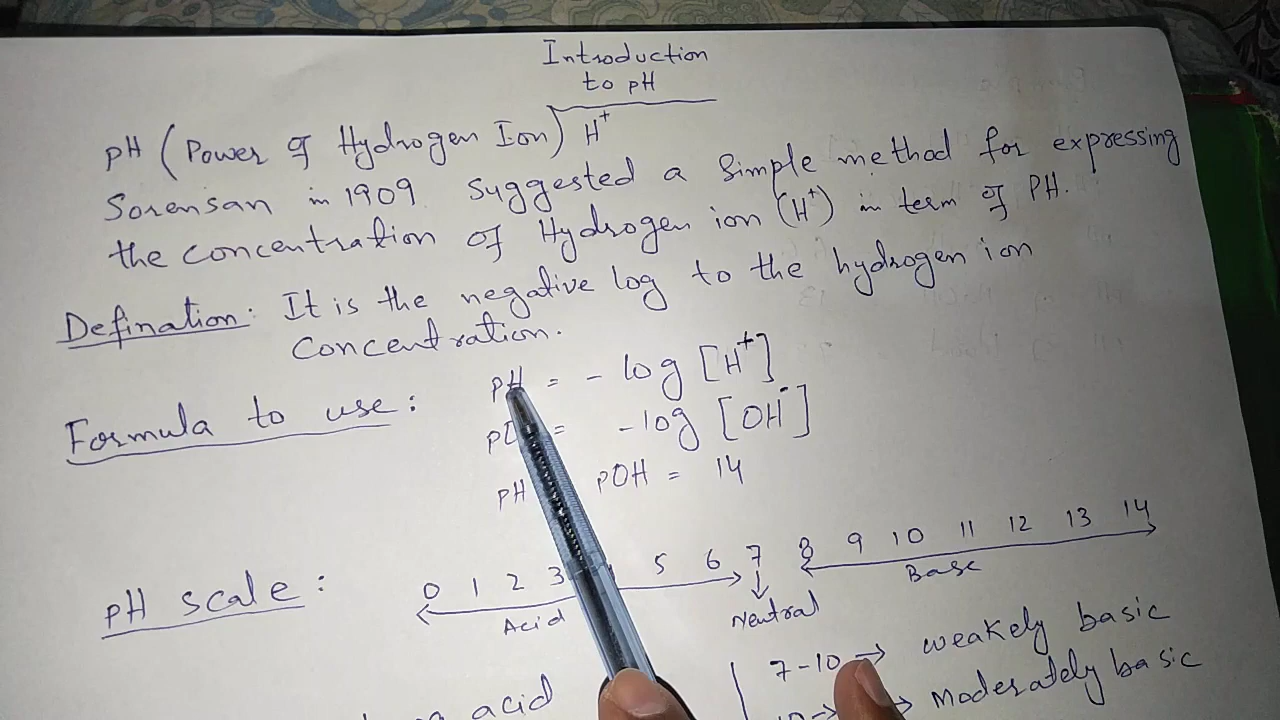 Introduction
to pH
pH (Power of Hydrogen Ion) H⁺
Sorensan in 1909 suggested a simple method for expressing
the concentration of Hydrogen ion (H⁺) in term of PH.
Defination: It is the negative log to the hydrogen ion
concentration.
Formula to use: pH = - log [H⁺]
= -log [OH⁻]
pH pOH = 14
pH scale: 0 1 2 3 5 6 7 8 9 10 11 12 13 14
Acid Neutral Base
7-10 → weakely basic
acid → Moderately basic